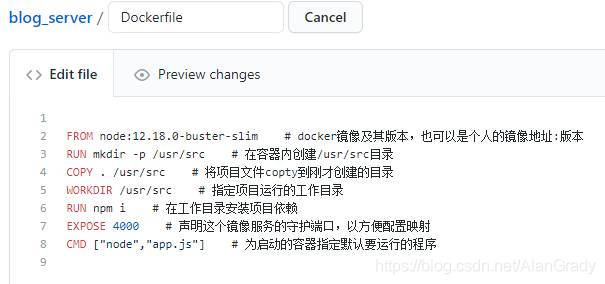 blog_server / Dockerfile Cancel
<> Edit file Preview changes
1
2 FROM node:12.18.0-buster-slim # docker镜像及其版本，也可以是个人的镜像地址:版本
3 RUN mkdir -p /usr/src # 在容器内创建/usr/src目录
4 COPY . /usr/src # 将项目文件copty到刚才创建的目录
5 WORKDIR /usr/src # 指定项目运行的工作目录
6 RUN npm i # 在工作目录安装项目依赖
7 EXPOSE 4000 # 声明这个镜像服务的守护端口，以方便配置映射
8 CMD ["node","app.js"] # 为启动的容器指定默认要运行的程序
9
https://blog.csdn.net/AlanGrady